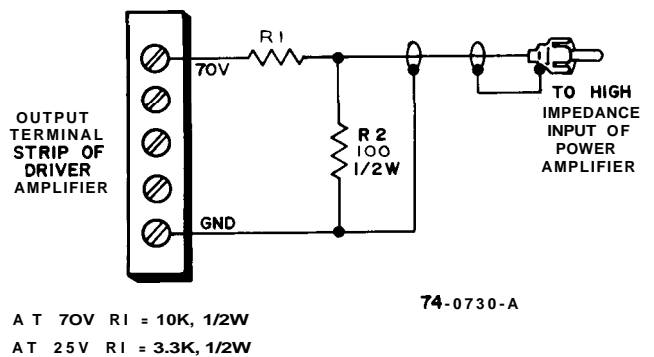 R1
70V
OUTPUT
TERMINAL
STRIP OF
DRIVER
AMPLIFIER
R2
100
1/2W
GND
TO HIGH
IMPEDANCE
INPUT OF
POWER
AMPLIFIER
74-0730-A
AT 70V R1 = 10K, 1/2W
AT 25V R1 = 3.3K, 1/2W